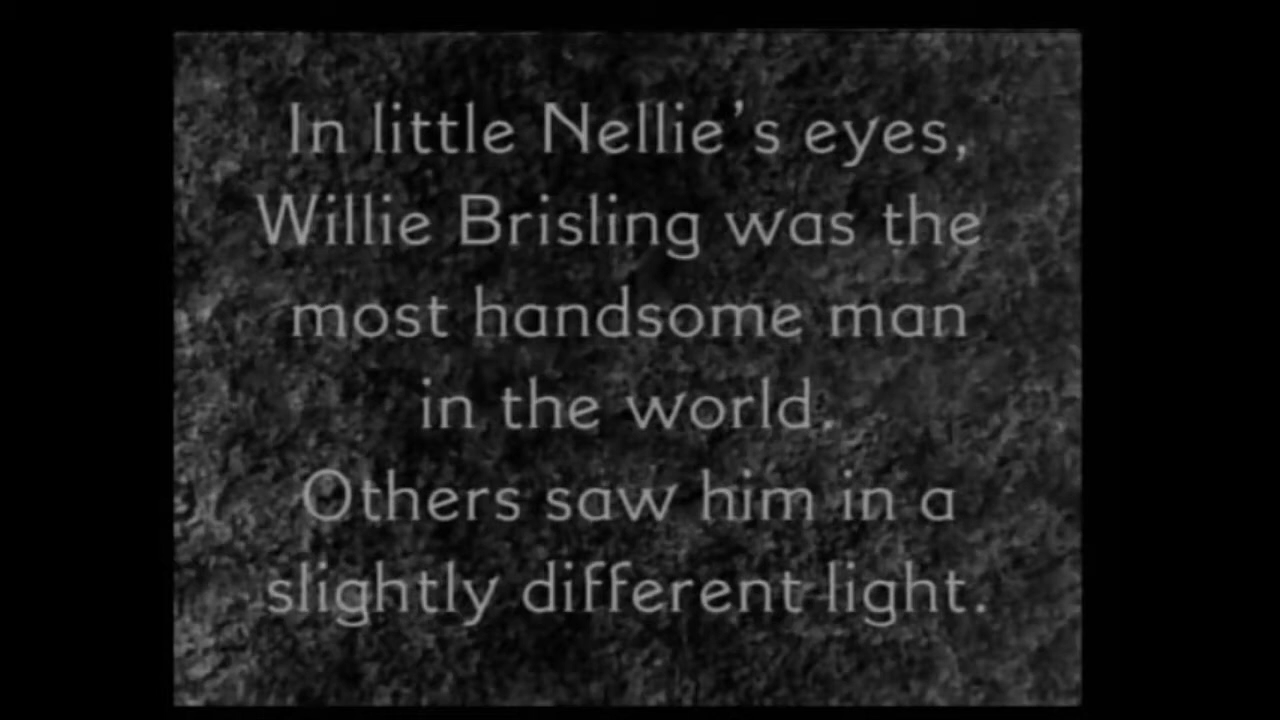 In little Nellie's eyes,
Willie Brisling was the
most handsome man
in the world.
Others saw him in a
slightly different light.